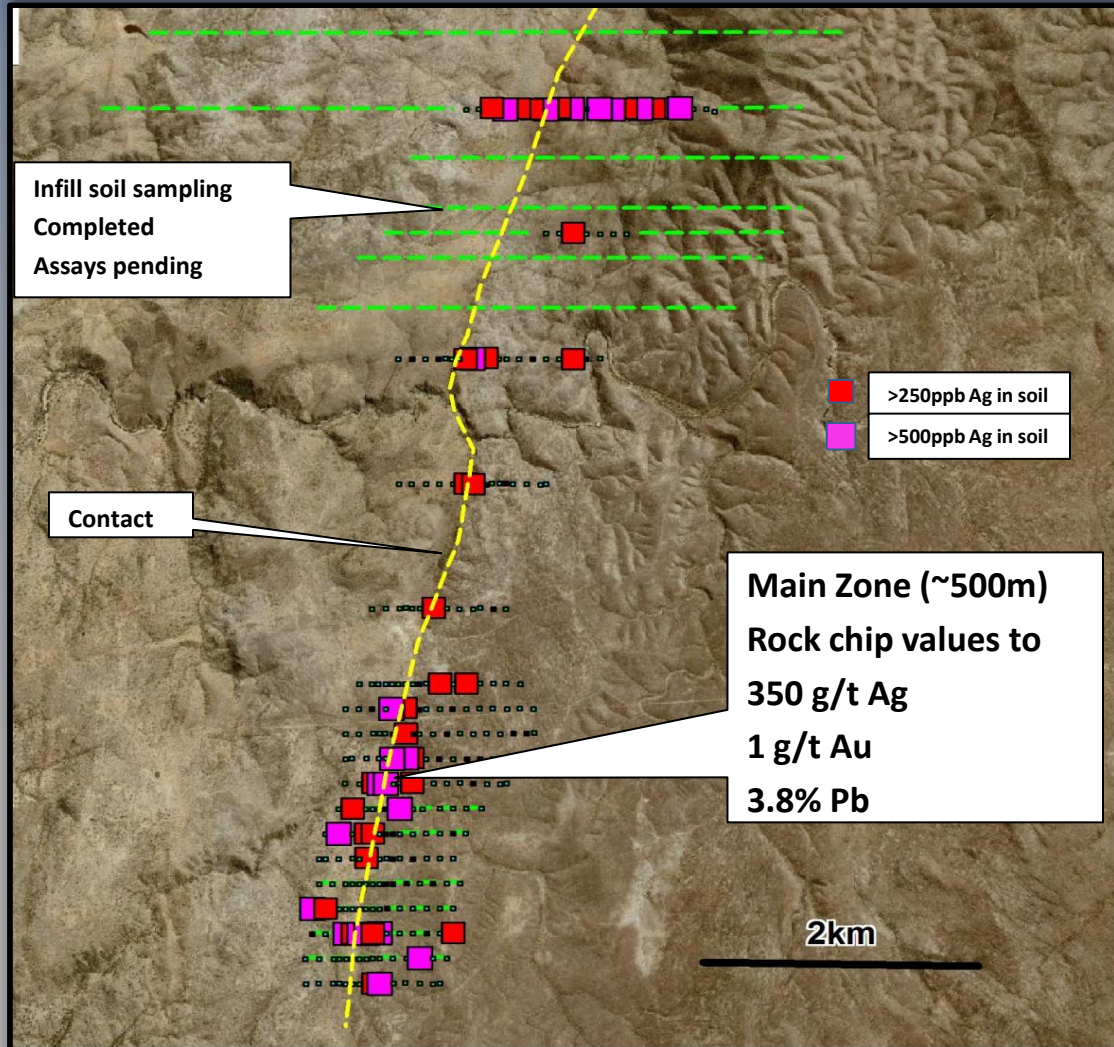 Infill soil sampling
Completed
Assays pending
>250ppb Ag in soil
>500ppb Ag in soil
Contact
Main Zone (~500m)
Rock chip values to
350 g/t Ag
1 g/t Au
3.8% Pb
2km